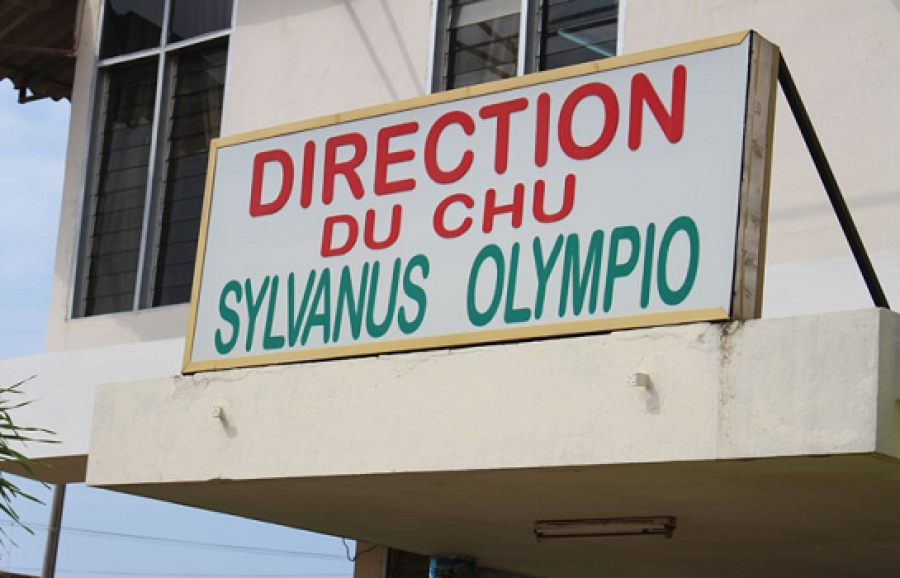 DIRECTION
DU CHU
SYLVANUS OLYMPIO